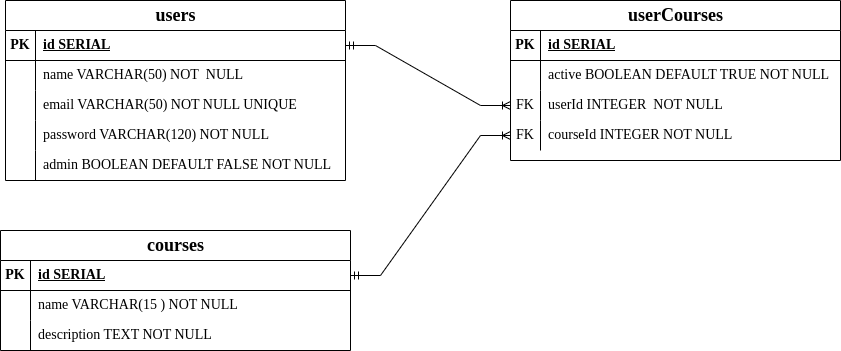 users
PK id SERIAL
name VARCHAR(50) NOT  NULL
email VARCHAR(50) NOT NULL UNIQUE
password VARCHAR(120) NOT NULL
admin BOOLEAN DEFAULT FALSE NOT NULL
userCourses
PK id SERIAL
active BOOLEAN DEFAULT TRUE NOT NULL
FK userId INTEGER  NOT NULL
FK courseId INTEGER NOT NULL
courses
PK id SERIAL
name VARCHAR(15 ) NOT NULL
description TEXT NOT NULL